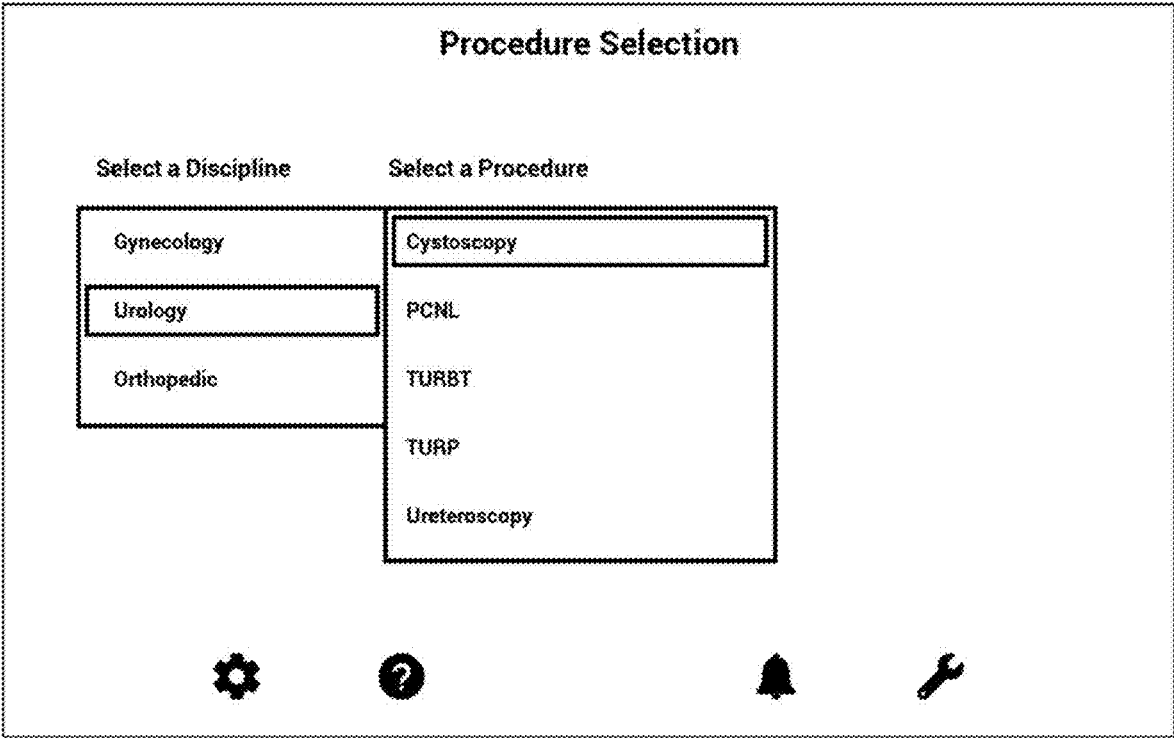 Procedure Selection
Select a Discipline
Select a Procedure
Gynecology
Urology
Orthopedic
Cystoscopy
PCNL
TURBT
TURP
Ureteroscopy
?